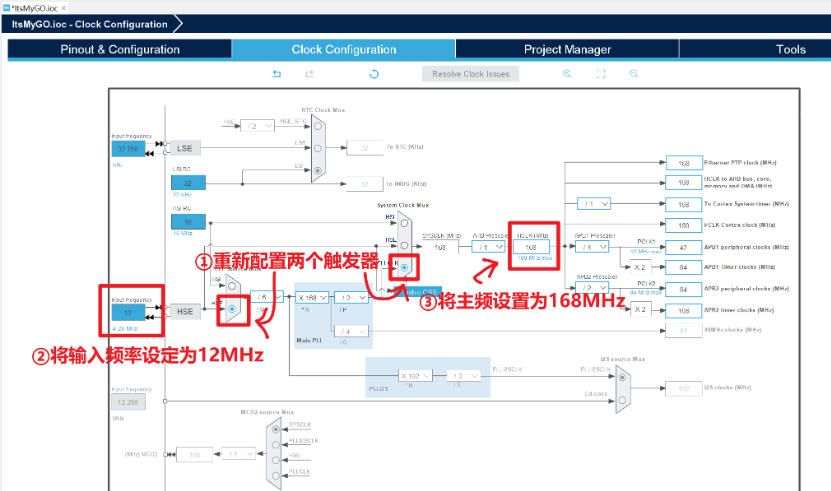 *ItsMyGO.ioc ×
ItsMyGO.ioc - Clock Configuration
Pinout & Configuration
Clock Configuration
Project Manager
Tools
Resolve Clock Issues
RTC Clock Mux
HSE
/ 2
HSE_RTC
Input frequency
32.768
KHz
LSE
LSE
32
To RTC (KHz)
LSI RC
LSI
32
32 KHz
32
To IWDG (KHz)
HSI RC
16
16 MHz
System Clock Mux
HSI
HSE
PLLCLK
SYSCLK (MHz)
168
AHB Prescaler
/ 1
HCLK (MHz)
168
168 MHz max
APB1 Prescaler
/ 4
PCLK1
42 MHz max
X 2
APB2 Prescaler
/ 2
PCLK2
84 MHz max
X 2
168
Ethernet PTP clock (MHz)
168
HCLK to AHB bus, core,
memory and DMA (MHz)
/ 1
168
To Cortex System timer (MHz)
168
FCLK Cortex clock (MHz)
42
APB1 peripheral clocks (MHz)
84
APB1 Timer clocks (MHz)
84
APB2 peripheral clocks (MHz)
168
APB2 timer clocks (MHz)
48MHz clocks (MHz)
①重新配置两个触发器
HSI
Input frequency
12
4-26 MHz
HSE
/ 6
X 168
* N
/ 2
/ P
/ 4
/ Q
Main PLL
③将主频设置为168MHz
②将输入频率设定为12MHz
I2S source Mux
PLLI2SCLK
X 192
* N
/ 2
/ R
PLLI2S
PLLI2SCLK
Ext.clock
192
I2S clocks (MHz)
Input frequency
12.288
MHz
MCO2 source Mux
SYSCLK
PLLI2SCLK
HSE
PLLCLK
(MHz) MCO2
168
/ 1